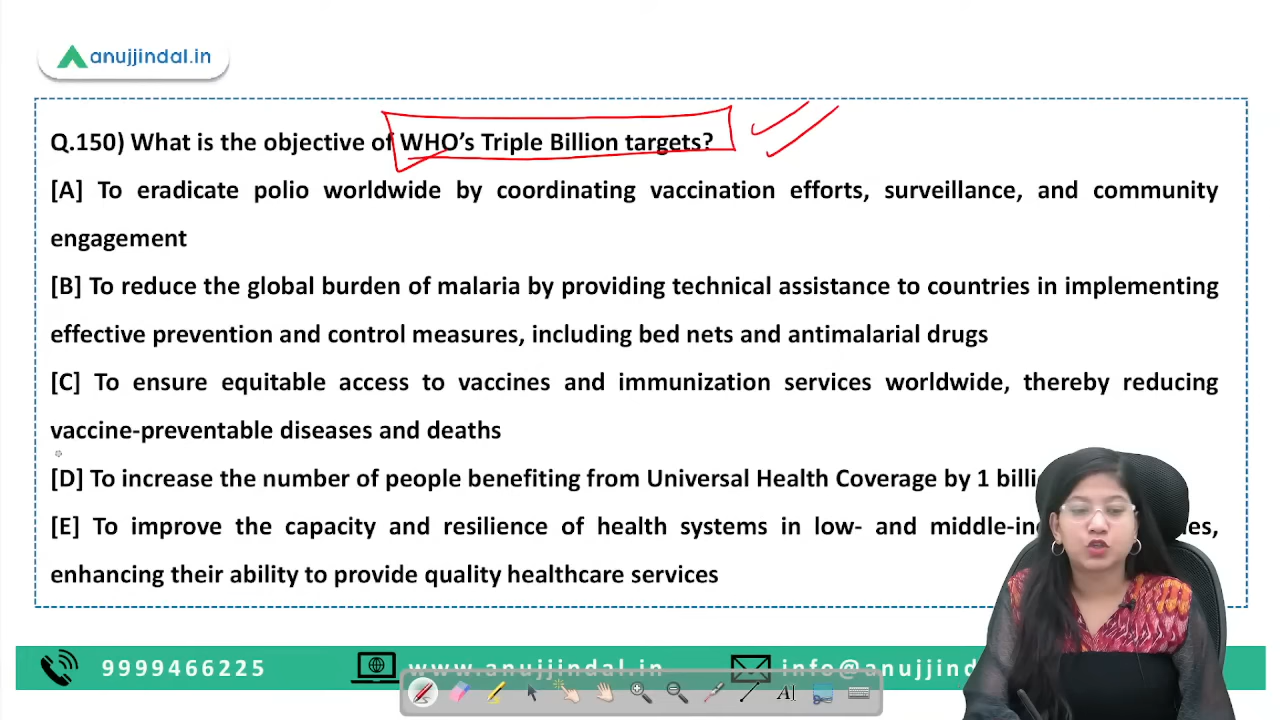 anujjindal.in
Q.150) What is the objective of WHO's Triple Billion targets?
[A] To eradicate polio worldwide by coordinating vaccination efforts, surveillance, and community
engagement
[B] To reduce the global burden of malaria by providing technical assistance to countries in implementing
effective prevention and control measures, including bed nets and antimalarial drugs
[C] To ensure equitable access to vaccines and immunization services worldwide, thereby reducing
vaccine-preventable diseases and deaths
[D] To increase the number of people benefiting from Universal Health Coverage by 1
[E] To improve the capacity and resilience of health systems in low- and
enhancing their ability to provide quality healthcare services
9999466225 www.anujjindal.in
AI